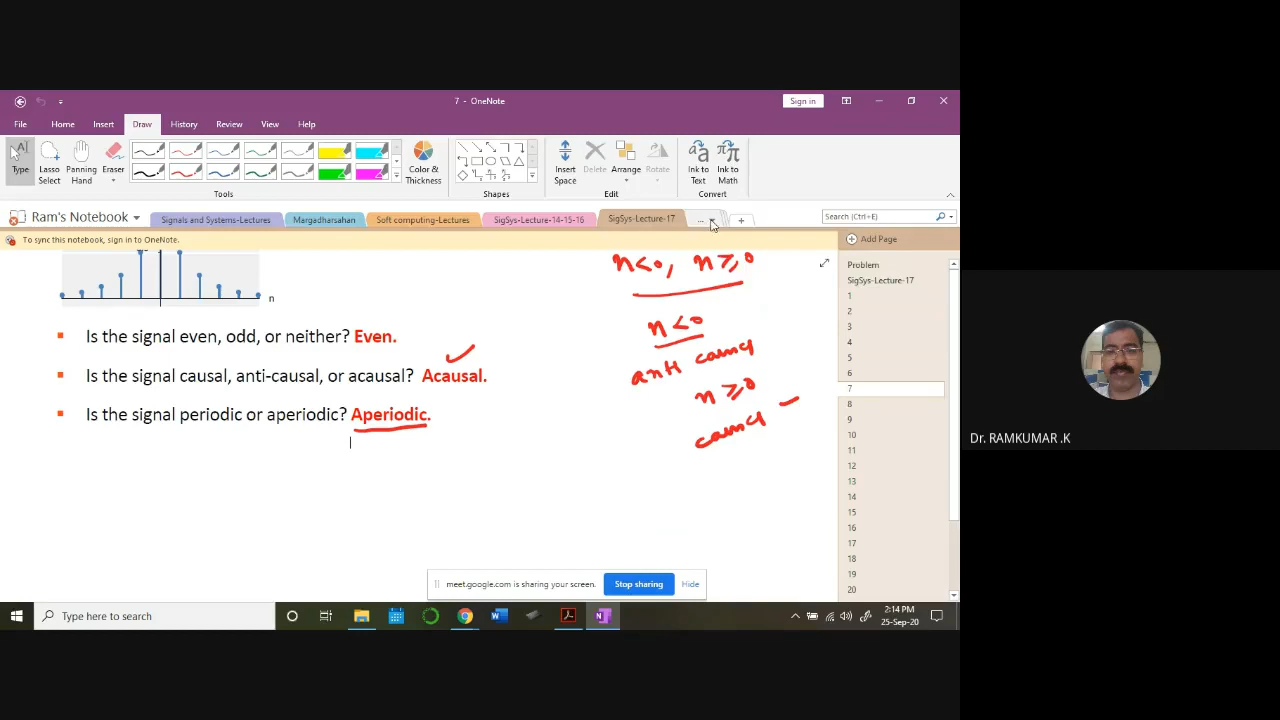 7 - OneNote
Sign in
File Home Insert Draw History Review View Help
Type
Lasso Select
Panning Hand
Eraser
Color & Thickness
Insert Space
Delete
Arrange
Rotate
Ink to Text
Ink to Math
Tools
Shapes
Edit
Convert
Ram's Notebook
Signals and Systems-Lectures
Margadharsahan
Soft computing-Lectures
SigSys-Lecture-14-15-16
SigSys-Lecture-17
...
Search (Ctrl+E)
To sync this notebook, sign in to OneNote.
Add Page
n<0, n≥0
n
Is the signal even, odd, or neither? Even.
n<0
anti causal
Is the signal causal, anti-causal, or acausal? Acausal.
n≥0
Is the signal periodic or aperiodic? Aperiodic.
causal
Problem
SigSys-Lecture-17
1
2
3
4
5
6
7
8
9
10
11
12
13
14
15
16
17
18
19
20
Dr. RAMKUMAR .K
meet.google.com is sharing your screen. Stop sharing Hide
Type here to search
2:14 PM
25-Sep-20